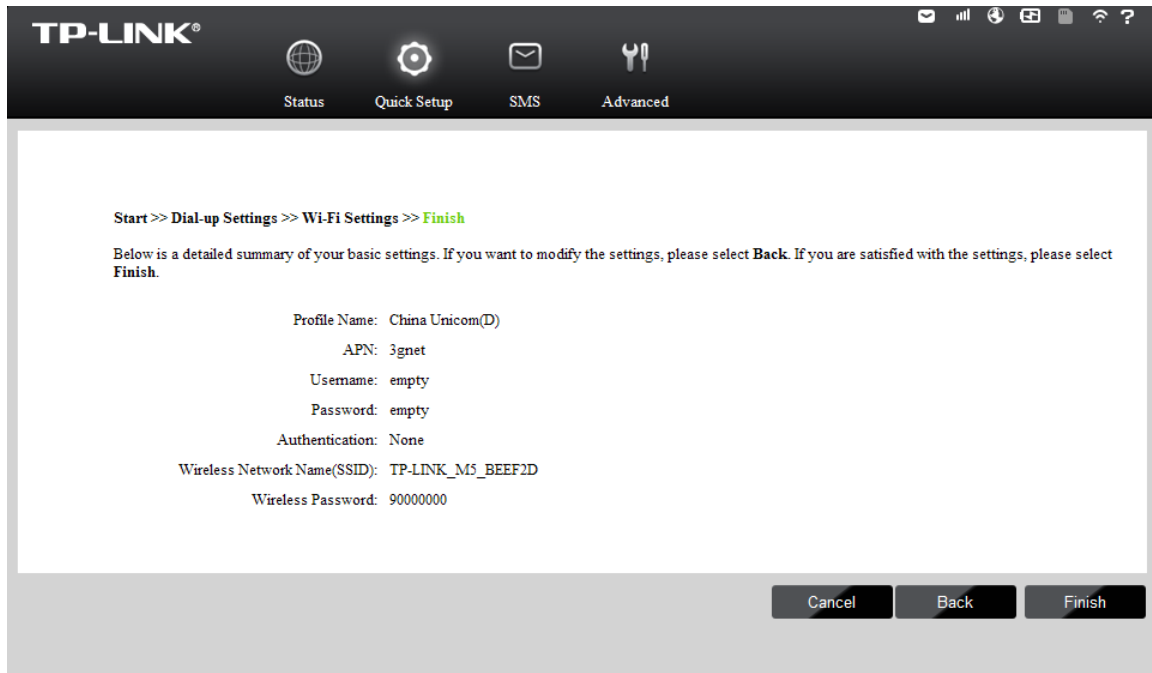 TP-LINK®
Status Quick Setup SMS Advanced
Start >> Dial-up Settings >> Wi-Fi Settings >> Finish
Below is a detailed summary of your basic settings. If you want to modify the settings, please select Back. If you are satisfied with the settings, please select
Finish.
Profile Name: China Unicom(D)
APN: 3gnet
Username: empty
Password: empty
Authentication: None
Wireless Network Name(SSID): TP-LINK_M5_BEEF2D
Wireless Password: 90000000
Cancel Back Finish